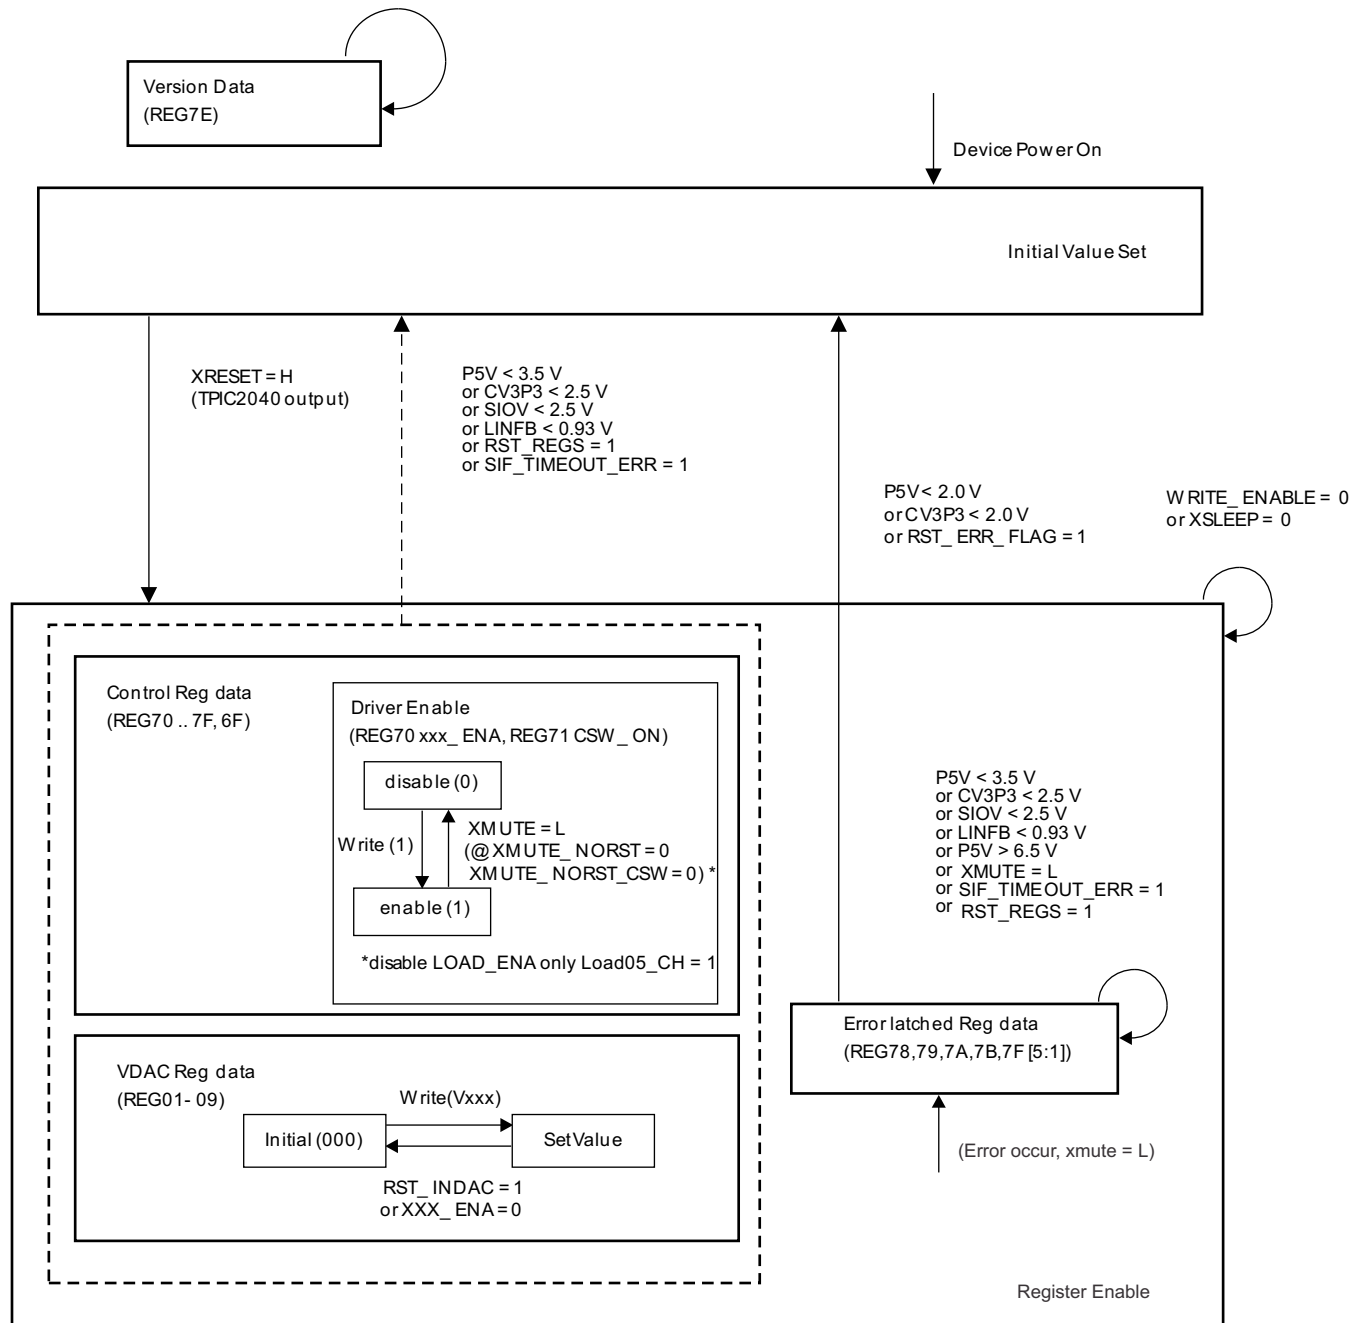 Version Data
(REG7E)
Device Power On
Initial Value Set
XRESET = H
(TPIC2040 output)
P5V < 3.5 V
or CV3P3 < 2.5 V
or SIOV < 2.5 V
or LINFB < 0.93 V
or RST_REGS = 1
or SIF_TIMEOUT_ERR = 1
P5V < 2.0 V
or CV3P3 < 2.0 V
or RST_ERR_FLAG = 1
WRITE_ENABLE = 0
or XSLEEP = 0
Control Reg data
(REG70 .. 7F, 6F)
Driver Enable
(REG70 xxx_ENA, REG71 CSW_ON)
disable (0)
Write (1)
XMUTE = L
(@XMUTE_NORST = 0
XMUTE_NORST_CSW = 0) *
enable (1)
*disable LOAD_ENA only Load05_CH = 1
P5V < 3.5 V
or CV3P3 < 2.5 V
or SIOV < 2.5 V
or LINFB < 0.93 V
or P5V > 6.5 V
or XMUTE = L
or SIF_TIMEOUT_ERR = 1
or RST_REGS = 1
Error latched Reg data
(REG78,79,7A,7B,7F [5:1])
(Error occur, xmute = L)
VDAC Reg data
(REG01- 09)
Write(Vxxx)
Initial (000)
Set Value
RST_INDAC = 1
or XXX_ENA = 0
Register Enable